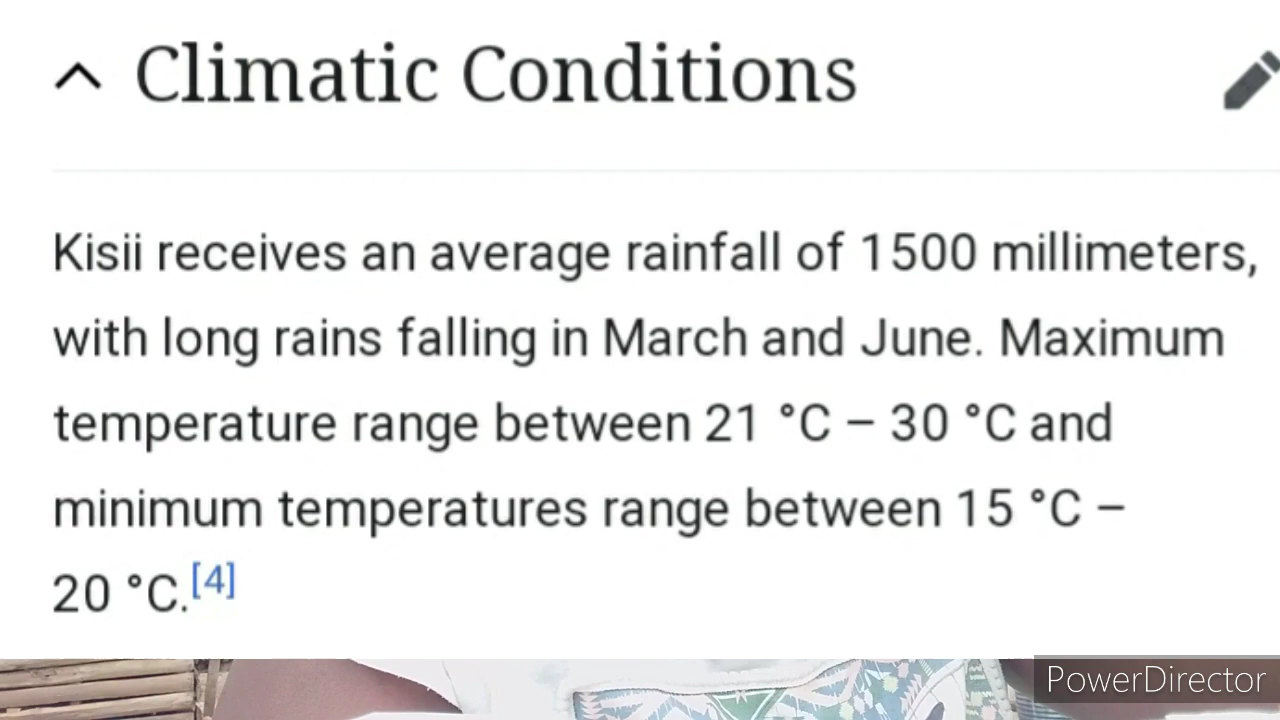 Climatic Conditions
Kisii receives an average rainfall of 1500 millimeters,
with long rains falling in March and June. Maximum
temperature range between 21 °C – 30 °C and
minimum temperatures range between 15 °C –
20 °C.[4]
PowerDirector